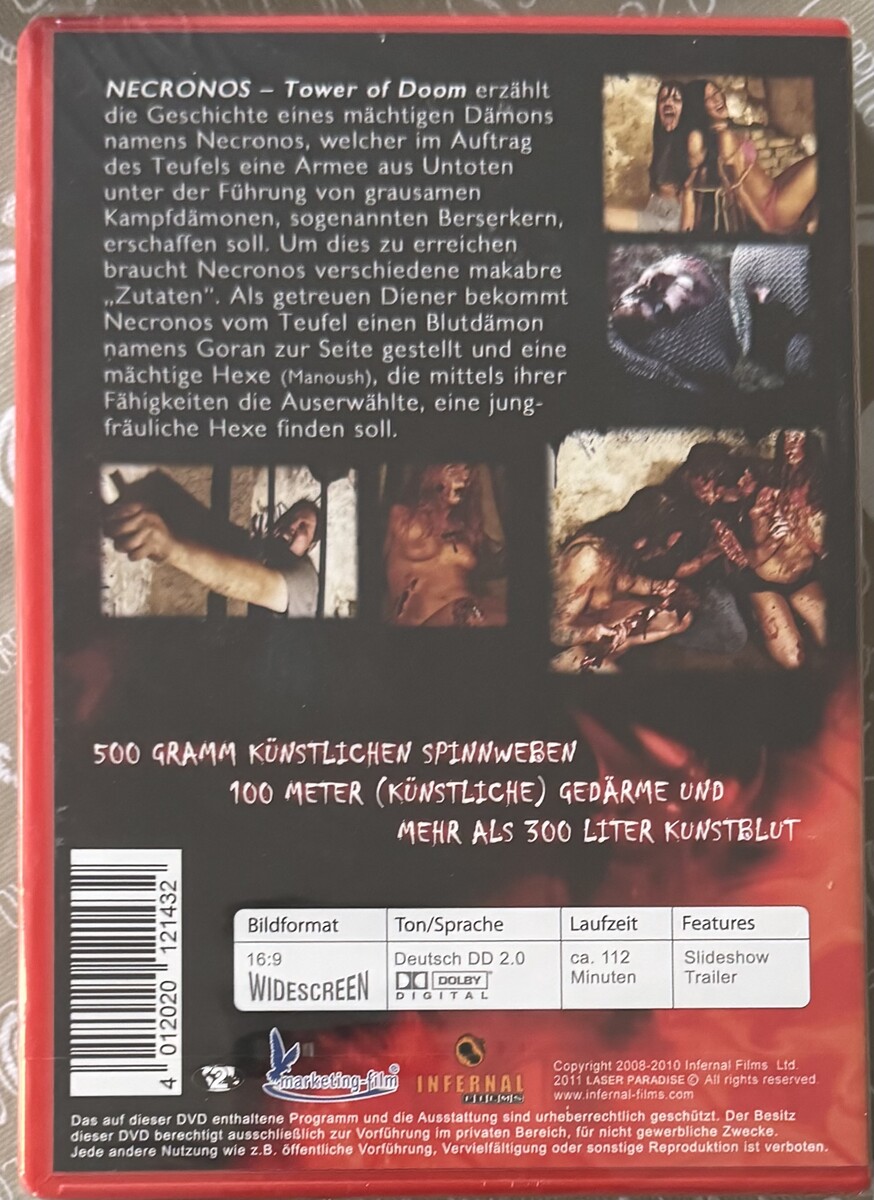 NECRONOS – Tower of Doom erzählt
die Geschichte eines mächtigen Dämons
namens Necronos, welcher im Auftrag
des Teufels eine Armee aus Untoten
unter der Führung von grausamen
Kampfdämonen, sogenannten Berserkern,
erschaffen soll. Um dies zu erreichen
braucht Necronos verschiedene makabre
„Zutaten“. Als getreuen Diener bekommt
Necronos vom Teufel einen Blutdämon
namens Goran zur Seite gestellt und eine
mächtige Hexe (Manoush), die mittels ihrer
Fähigkeiten die Auserwählte, eine jung-
fräuliche Hexe finden soll.
500 GRAMM KÜNSTLICHEN SPINNWEBEN
100 METER (KÜNSTLICHE) GEDÄRME UND
MEHR ALS 300 LITER KUNSTBLUT
Bildformat
16:9
WIDESCREEN
Ton/Sprache
Deutsch DD 2.0
DOLBY
DIGITAL
Laufzeit
ca. 112
Minuten
Features
Slideshow
Trailer
4 012020 121432
2
marketing-film®
INFERNAL
FILMS
Copyright 2008-2010 Infernal Films Ltd.
2011 LASER PARADISE © All rights reserved.
www.infernal-films.com
Das auf dieser DVD enthaltene Programm und die Ausstattung sind urheberrechtlich geschützt. Der Besitz
dieser DVD berechtigt ausschließlich zur Vorführung im privaten Bereich, für nicht gewerbliche Zwecke.
Jede andere Nutzung wie z.B. öffentliche Vorführung, Vervielfältigung oder sonstige Reproduktion ist verboten.